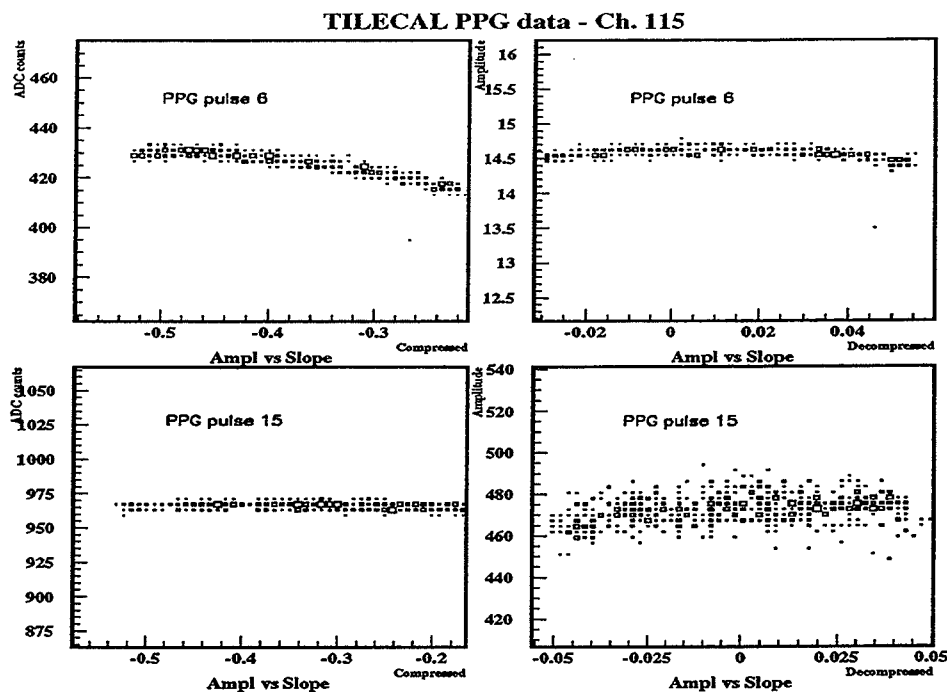 TILECAL PPG data - Ch. 115
ADC counts
460
440
420
400
380
PPG pulse 6
-0.5
-0.4
-0.3
Compressed
Ampl vs Slope
Amplitude
16
15.5
15
14.5
14
13.5
13
12.5
PPG pulse 6
-0.02
0
0.02
0.04
Decompressed
Ampl vs Slope
ADC counts
1050
1025
1000
975
950
925
900
875
PPG pulse 15
-0.5
-0.4
-0.3
-0.2
Compressed
Ampl vs Slope
Amplitude
540
520
500
480
460
440
420
PPG pulse 15
-0.05
-0.025
0
0.025
0.05
Decompressed
Ampl vs Slope